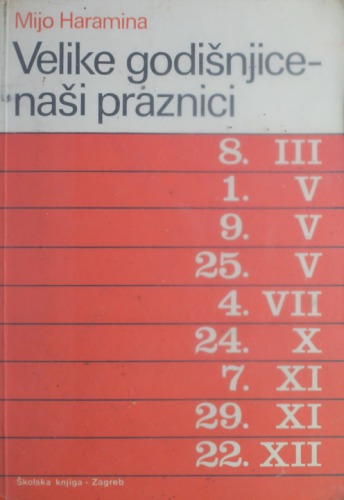 Mijo Haramina
Velike godišnjice-
naši praznici
8. III
1. V
9. V
25. V
4. VII
24. X
7. XI
29. XI
22. XII
Školska knjiga - Zagreb